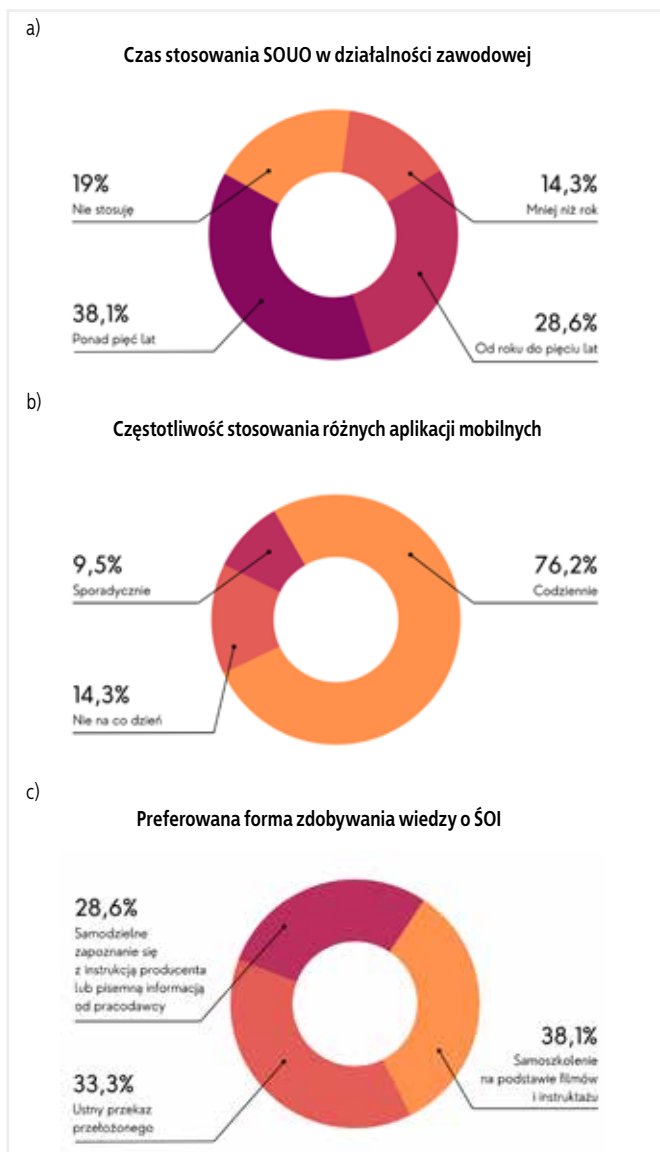 a)
Czas stosowania SOUO w działalności zawodowej
19%
Nie stosuję
14,3%
Mniej niż rok
38,1%
Ponad pięć lat
28,6%
Od roku do pięciu lat
b)
Częstotliwość stosowania różnych aplikacji mobilnych
9,5%
Sporadycznie
76,2%
Codziennie
14,3%
Nie na co dzień
c)
Preferowana forma zdobywania wiedzy o ŚOI
28,6%
Samodzielne
zapoznanie się
z instrukcją producenta
lub pisemną informacją
od pracodawcy
38,1%
Samoszkolenie
na podstawie filmów
i instruktażu
33,3%
Ustny przekaz
przełożonego